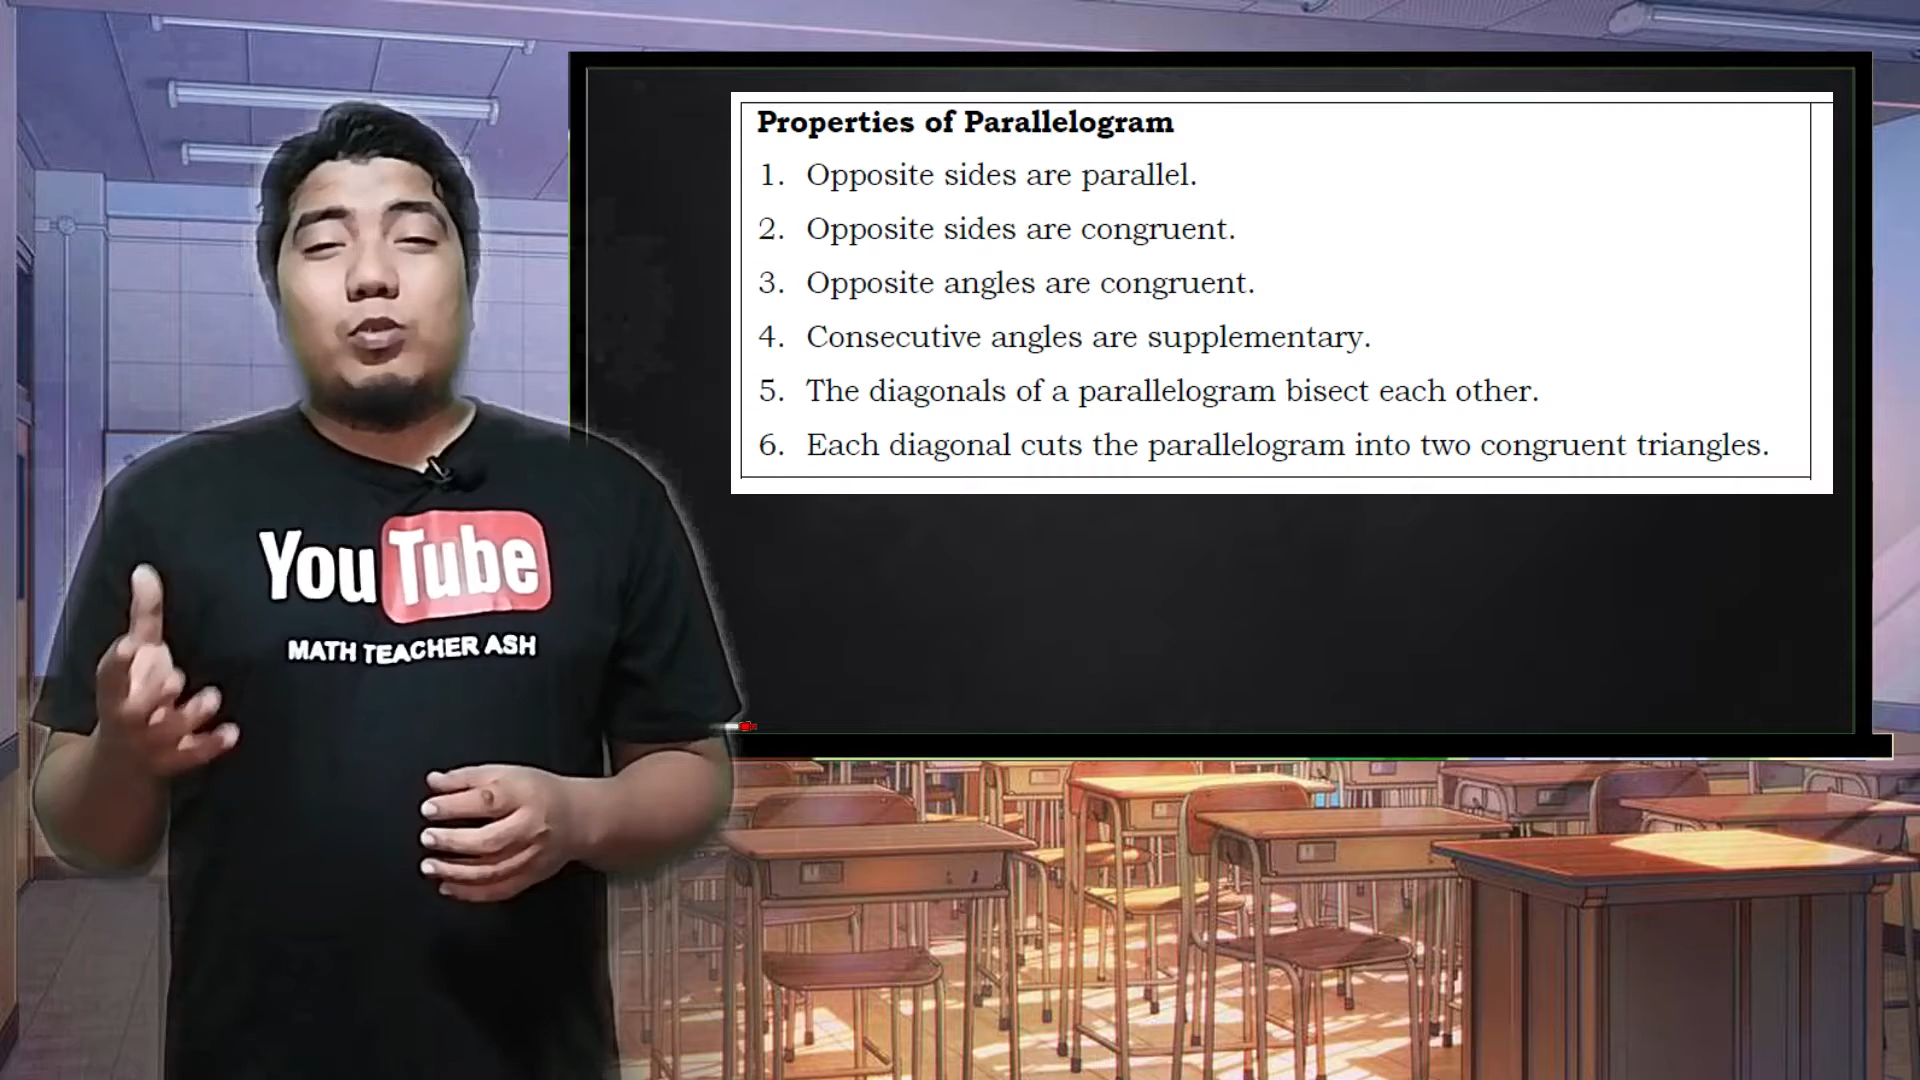 Properties of Parallelogram
1. Opposite sides are parallel.
2. Opposite sides are congruent.
3. Opposite angles are congruent.
4. Consecutive angles are supplementary.
5. The diagonals of a parallelogram bisect each other.
6. Each diagonal cuts the parallelogram into two congruent triangles.
YouTube
MATH TEACHER ASH